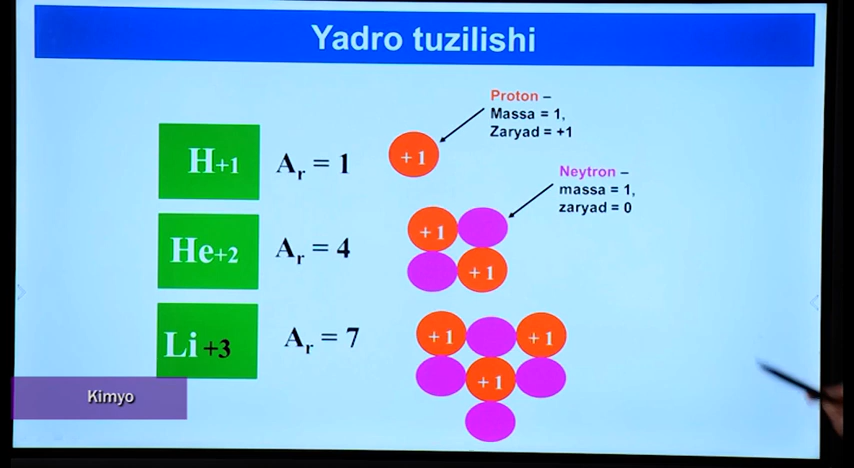 Yadro tuzilishi
Proton –
Massa = 1,
Zaryad = +1
H+1
Ar = 1
+1
Neytron –
massa = 1,
zaryad = 0
He+2
Ar = 4
+1
+1
Li +3
Ar = 7
+1
+1
+1
Kimyo